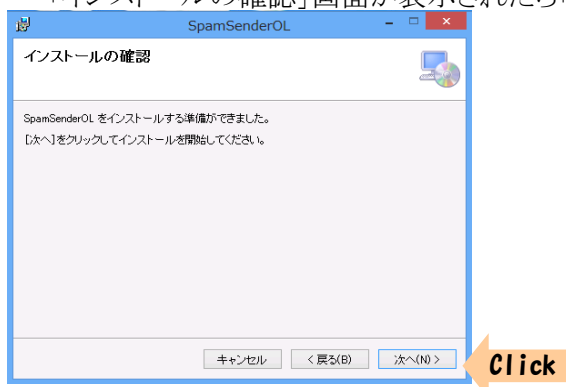 「インストールの確認」画面が表示されたら
SpamSenderOL
インストールの確認
SpamSenderOL をインストールする準備ができました。
[次へ]をクリックしてインストールを開始してください。
キャンセル
< 戻る(B)
次へ(N) >
Click